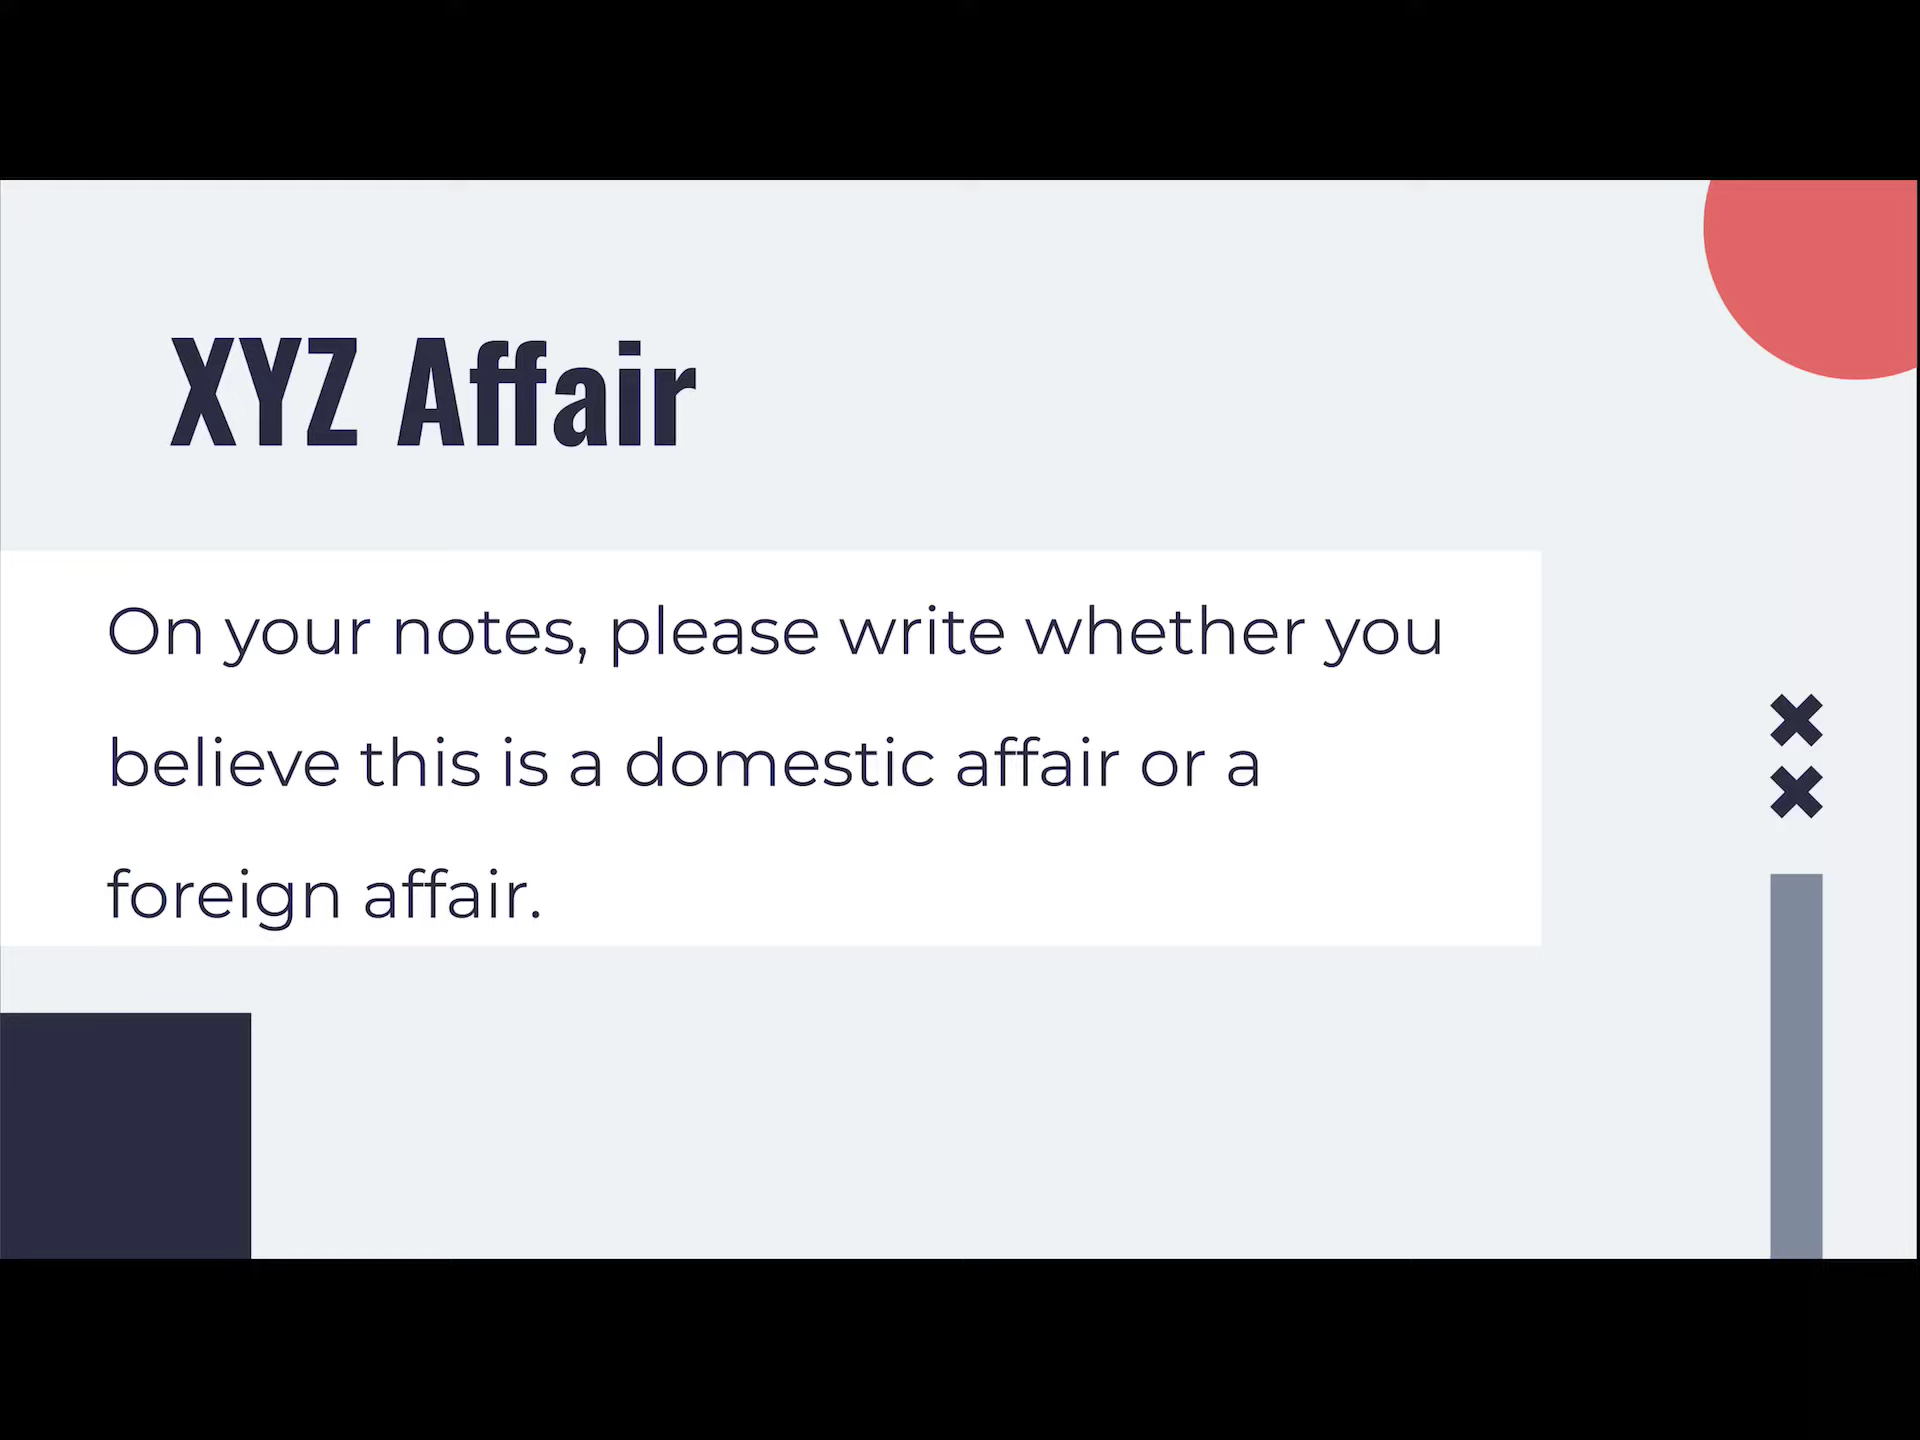 XYZ Affair
On your notes, please write whether you
believe this is a domestic affair or a
foreign affair.